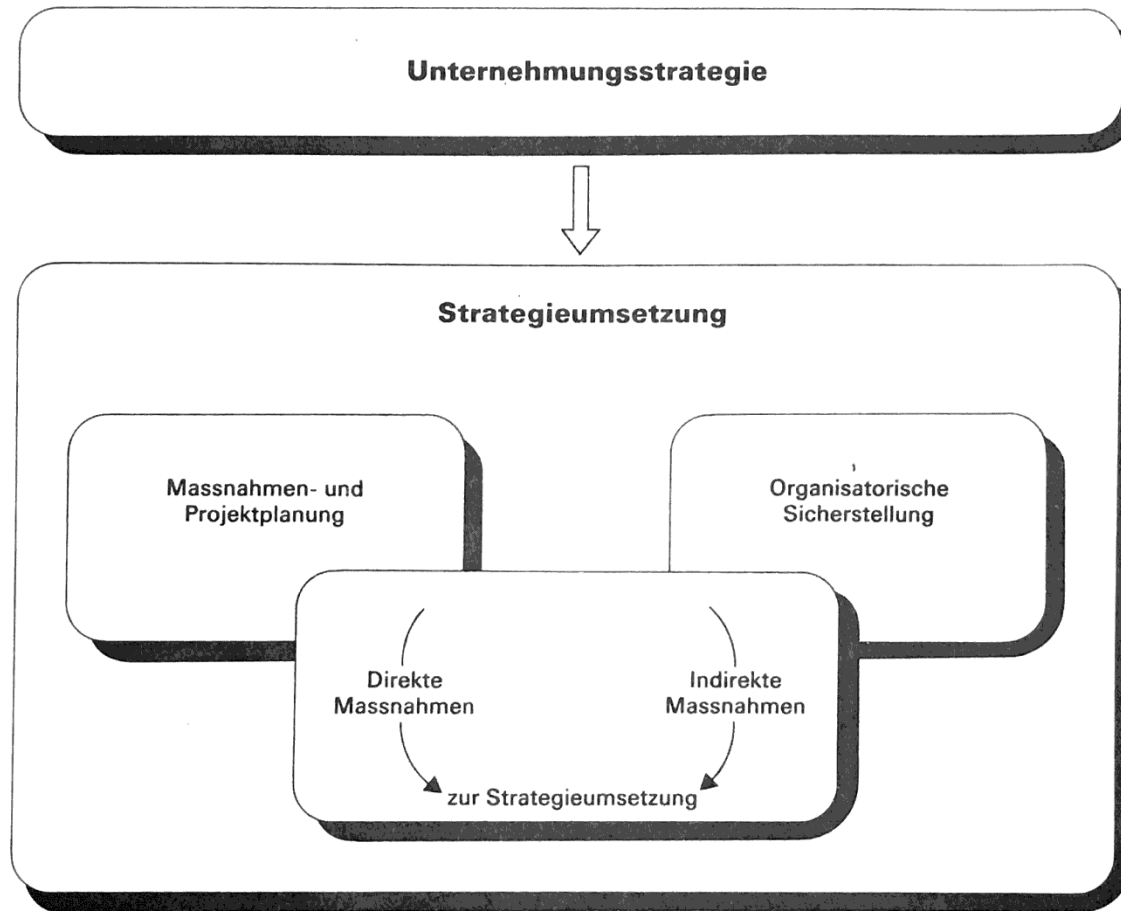 Unternehmungsstrategie
Strategieumsetzung
Massnahmen- und
Projektplanung
Organisatorische
Sicherstellung
Direkte
Massnahmen
Indirekte
Massnahmen
zur Strategieumsetzung